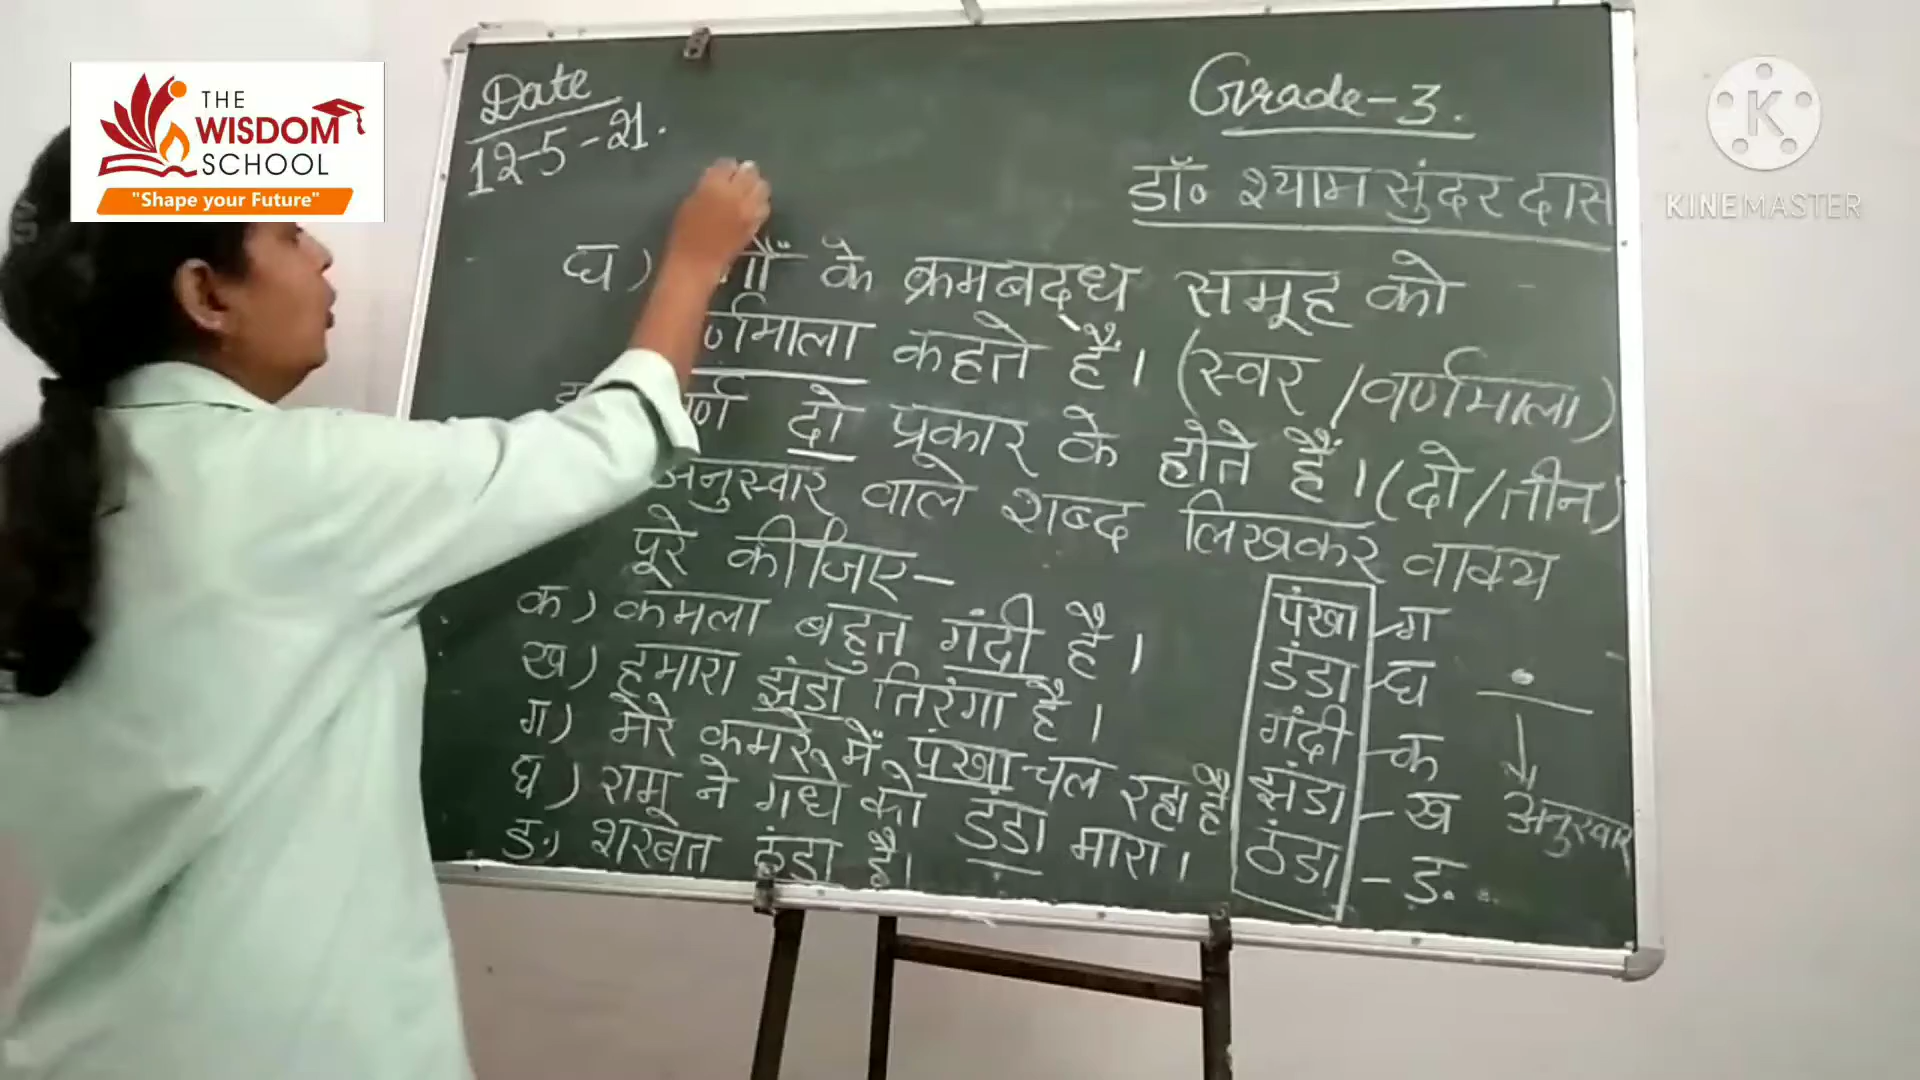 THE
WISDOM
SCHOOL
"Shape your Future"
KINEMASTER
Date
12-5-21.
Grade-3.
डॉ॰ श्याम सुंदर दास
घ) के क्रमबद्ध समूह को
कहते हैं। (स्वर / वर्णमाला)
दो प्रकार के होते हैं। (दो / तीन)
अनुस्वार वाले शब्द लिखकर वाक्य
पूरे कीजिए-
क) कमला बहुत गंदी है।
ख) हमारा झंडा तिरंगा है।
ग) मेरे कमरे में पंखा चल रहा है
घ) रामू ने गधे को डंडा मारा।
ङ) शरबत ठंडा है।
पंखा - ग
डंडा - घ
गंदी - क
झंडा - ख
ठंडा - ङ
अनुस्वार